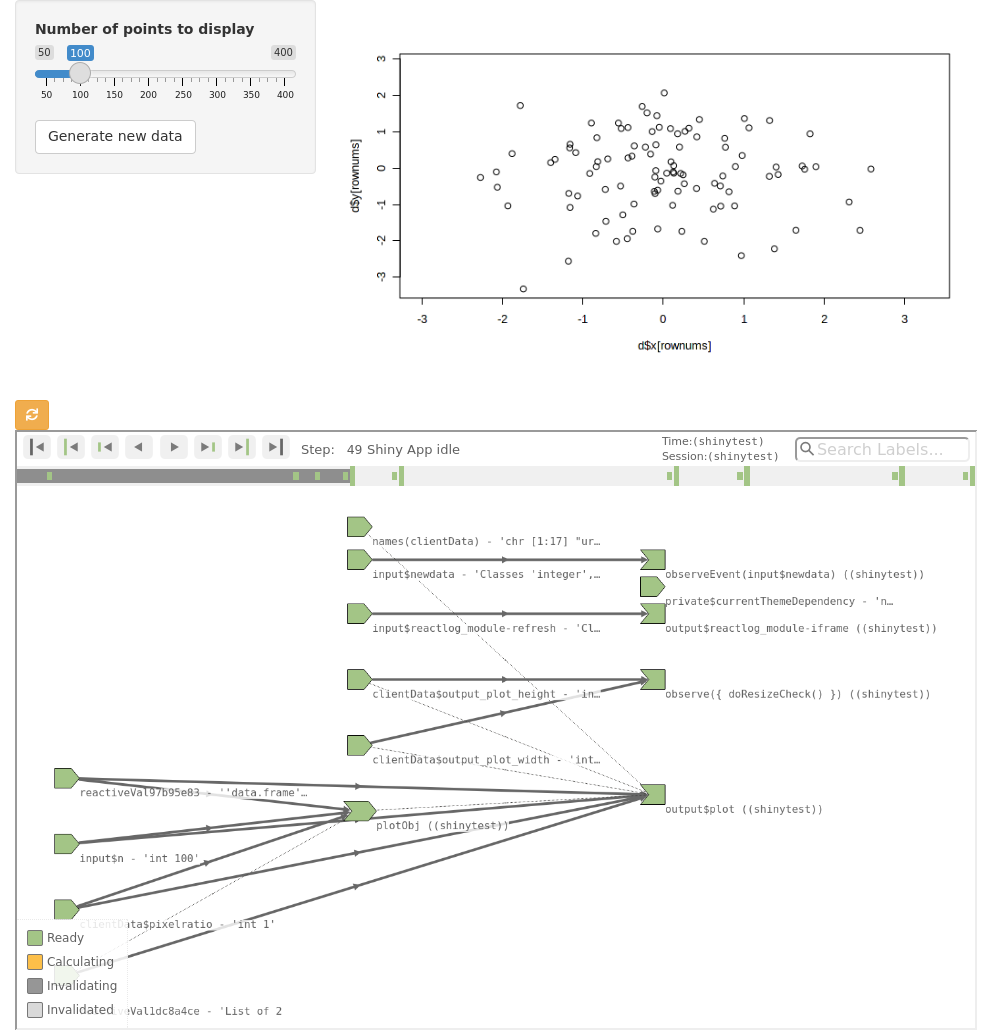 Number of points to display
50 100 400
50 100 150 200 250 300 350 400
Generate new data
3
2
1
0
-1
-2
-3
d$y[rownums]
-3 -2 -1 0 1 2 3
d$x[rownums]
Step: 49 Shiny App idle
Time:(shinytest)
Session:(shinytest)
Search Labels...
names(clientData) - 'chr [1:17] "ur…
input$newdata - 'Classes 'integer',…
observeEvent(input$newdata) ((shinytest))
private$currentThemeDependency - 'n…
input$reactlog_module-refresh - 'Cl…
output$reactlog_module-iframe ((shinytest))
clientData$output_plot_height - 'in…
observe({ doResizeCheck() }) ((shinytest))
clientData$output_plot_width - 'int…
reactiveVal97b95e83 - ''data.frame'…
output$plot ((shinytest))
plotObj ((shinytest))
input$n - 'int 100'
clientData$pixelratio - 'int 1'
Ready
Calculating
Invalidating
Invalidated
veVal1dc8a4ce - 'List of 2